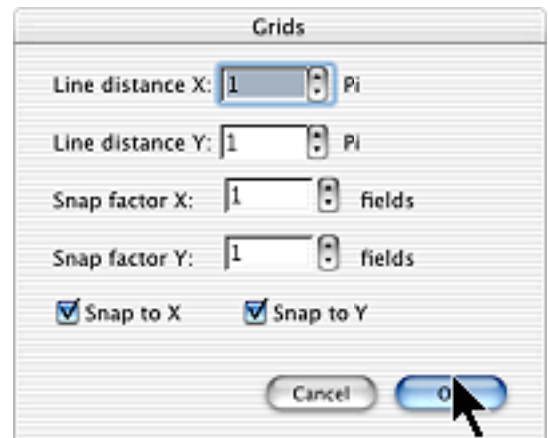 Grids
Line distance X: 1 Pi
Line distance Y: 1 Pi
Snap factor X: 1 fields
Snap factor Y: 1 fields
Snap to X Snap to Y
Cancel